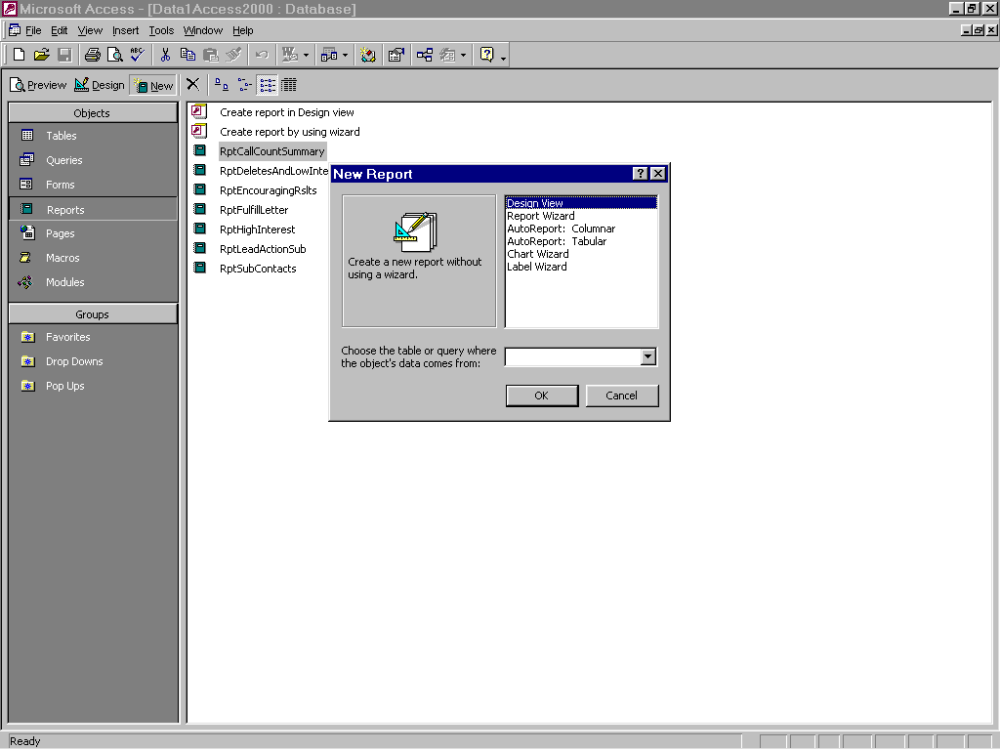 Microsoft Access - [Data1Access2000 : Database]
File Edit View Insert Tools Window Help
Preview Design New
Objects
Tables
Queries
Forms
Reports
Pages
Macros
Modules
Groups
Favorites
Drop Downs
Pop Ups
Create report in Design view
Create report by using wizard
RptCallCountSummary
RptDeletesAndLowInte
RptEncouragingRslts
RptFulfillLetter
RptHighInterest
RptLeadActionSub
RptSubContacts
New Report
Create a new report without
using a wizard.
Design View
Report Wizard
AutoReport: Columnar
AutoReport: Tabular
Chart Wizard
Label Wizard
Choose the table or query where
the object's data comes from:
OK Cancel
Ready